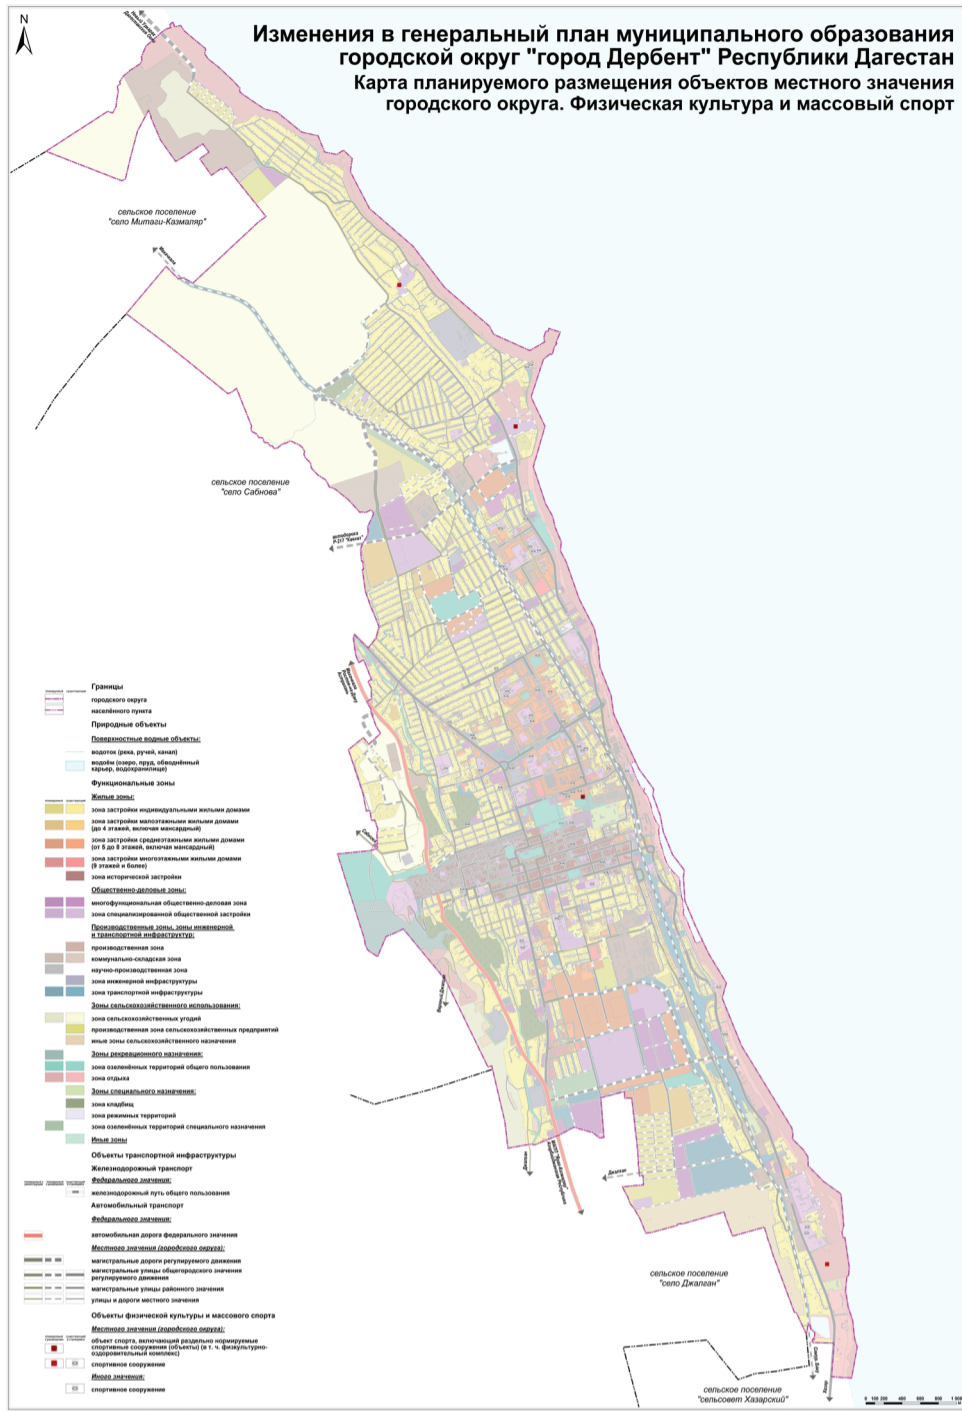 N
Изменения в генеральный план муниципального образования
городской округ "город Дербент" Республики Дагестан
Карта планируемого размещения объектов местного значения
городского округа. Физическая культура и массовый спорт
сельское поселение
"село Митаги-Казмаляр"
сельское поселение
"село Сабнова"
автодорога
Р-217 "Кавказ"
Границы
городского округа
населённого пункта
Природные объекты
Поверхностные водные объекты:
водоток (река, ручей, канал)
водоём (озеро, пруд, обводнённый
карьер, водохранилище)
Функциональные зоны
Жилые зоны:
зона застройки индивидуальными жилыми домами
зона застройки малоэтажными жилыми домами
(до 4 этажей, включая мансардный)
зона застройки среднеэтажными жилыми домами
(от 5 до 8 этажей, включая мансардный)
зона застройки многоэтажными жилыми домами
(9 этажей и более)
зона исторической застройки
Общественно-деловые зоны:
многофункциональная общественно-деловая зона
зона специализированной общественной застройки
Производственные зоны, зоны инженерной
и транспортной инфраструктур:
производственная зона
коммунально-складская зона
научно-производственная зона
зона инженерной инфраструктуры
зона транспортной инфраструктуры
Зоны сельскохозяйственного использования:
зона сельскохозяйственных угодий
производственная зона сельскохозяйственных предприятий
иные зоны сельскохозяйственного назначения
Зоны рекреационного назначения:
зона озеленённых территорий общего пользования
зона отдыха
Зоны специального назначения:
зона кладбищ
зона режимных территорий
зона озеленённых территорий специального назначения
Иные зоны
Объекты транспортной инфраструктуры
Железнодорожный транспорт
Федерального значения:
железнодорожный путь общего пользования
Автомобильный транспорт
Федерального значения:
автомобильная дорога федерального значения
Местного значения (городского округа):
магистральные дороги регулируемого движения
магистральные улицы общегородского значения
регулируемого движения
магистральные улицы районного значения
улицы и дороги местного значения
Объекты физической культуры и массового спорта
Местного значения (городского округа):
объект спорта, включающий раздельно нормируемые
спортивные сооружения (объекты) (в т. ч. физкультурно-
оздоровительный комплекс)
спортивное сооружение
Иного значения:
спортивное сооружение
Джалган
сельское поселение
"село Джалган"
сельское поселение
"сельсовет Хазарский"